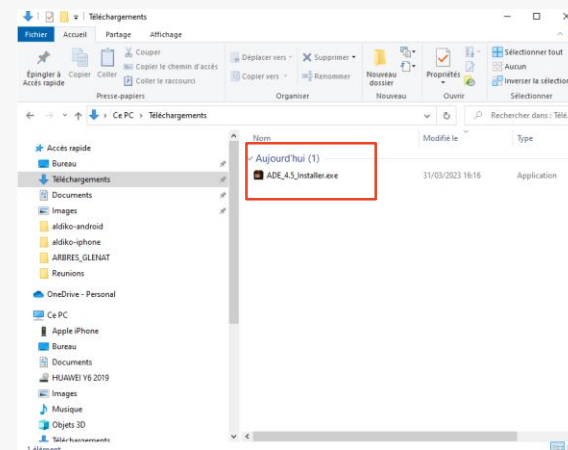 Téléchargements
Fichier Accueil Partage Affichage
Épingler à Accès rapide
Copier
Coller
Couper
Copier le chemin d'accès
Coller le raccourci
Presse-papiers
Déplacer vers
Copier vers
Supprimer
Renommer
Organiser
Nouveau dossier
Nouveau
Propriétés
Ouvrir
Sélectionner tout
Aucun
Inverser la sélection
Sélectionner
Ce PC > Téléchargements
Rechercher dans : Télé
Nom Modifié le Type
Aujourd'hui (1)
ADE_4.5_Installer.exe 31/03/2023 16:16 Application
Accès rapide
Bureau
Téléchargements
Documents
Images
aldiko-android
aldiko-iphone
ARBRES_GLENAT
Reunions
OneDrive - Personal
Ce PC
Apple iPhone
Bureau
Documents
HUAWEI Y6 2019
Images
Musique
Objets 3D
Téléchargements
1 élément